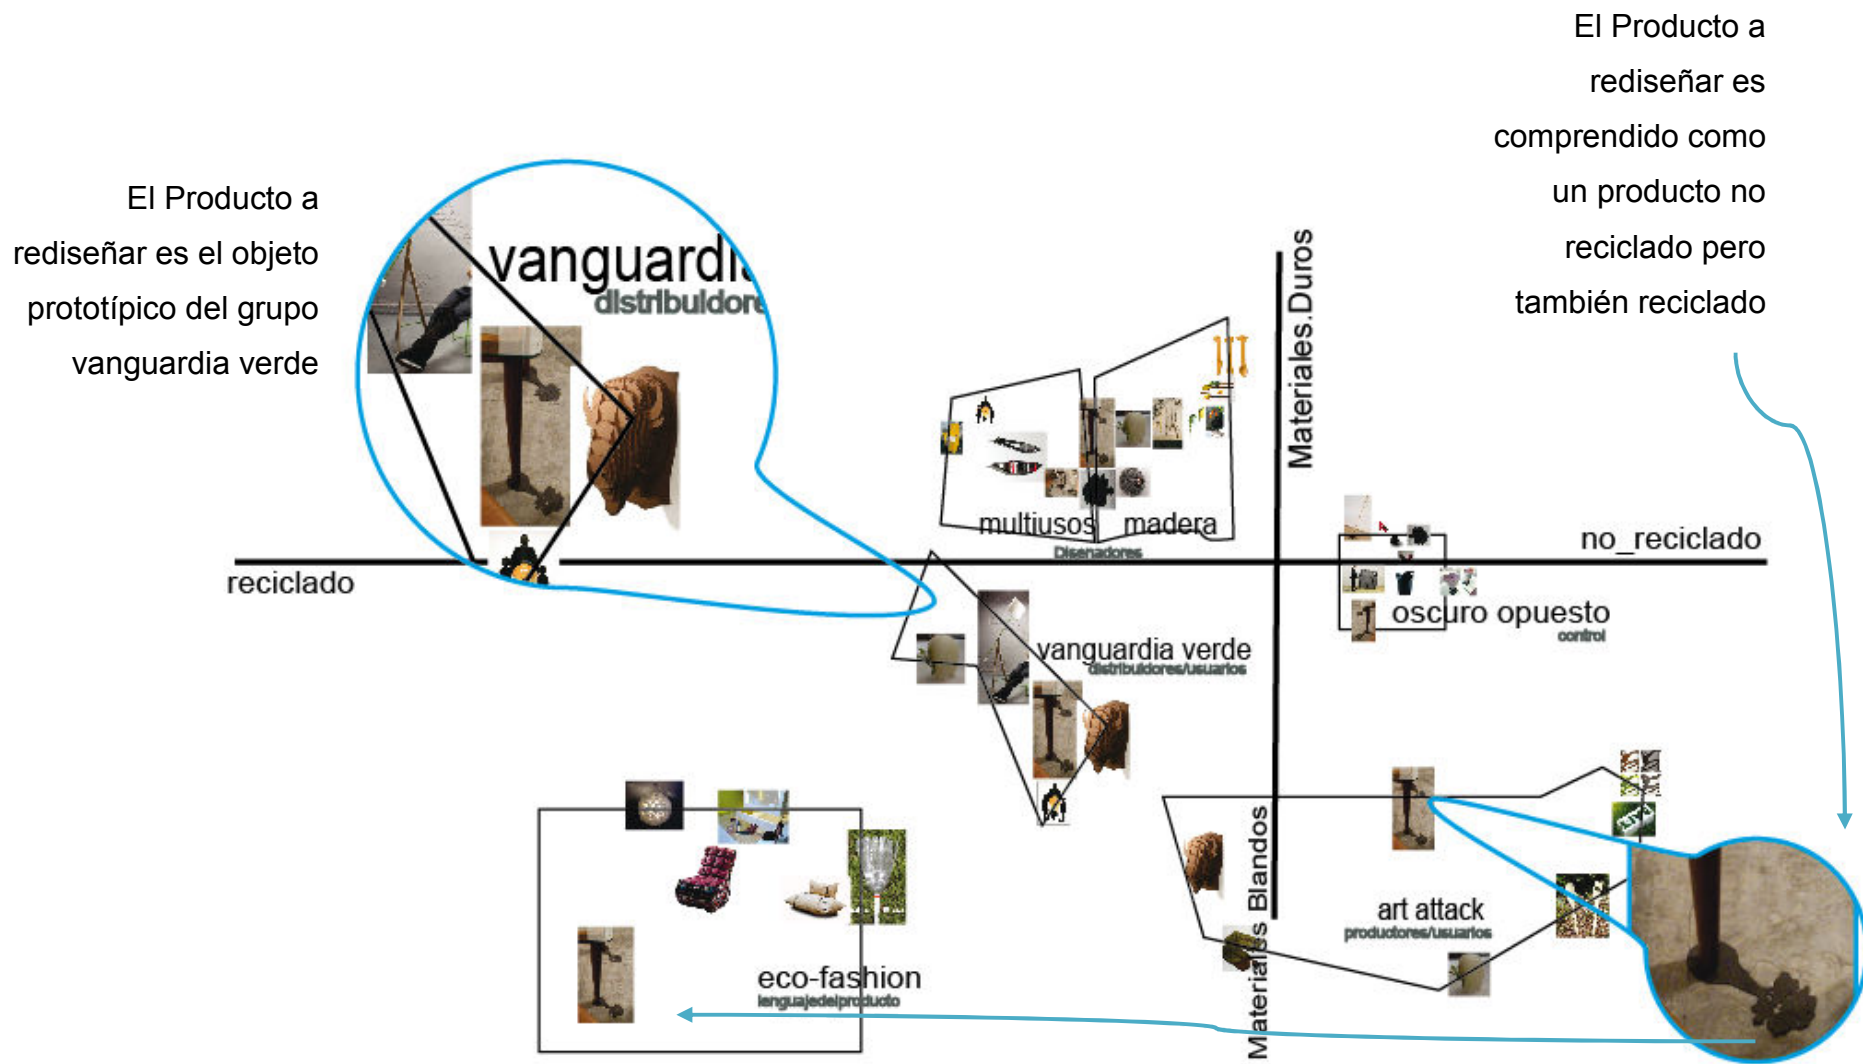 El Producto a
rediseñar es
comprendido como
un producto no
reciclado pero
también reciclado
El Producto a
rediseñar es el objeto
prototípico del grupo
vanguardia verde
vanguardia
distribuidore
Materiales.Duros
multiusos madera
Disenadores
no_reciclado
reciclado
oscuro opuesto
control
vanguardia verde
distribuidores/usuarios
Materiales Blandos
art attack
productores/usuarios
eco-fashion
lenguajedelproducto